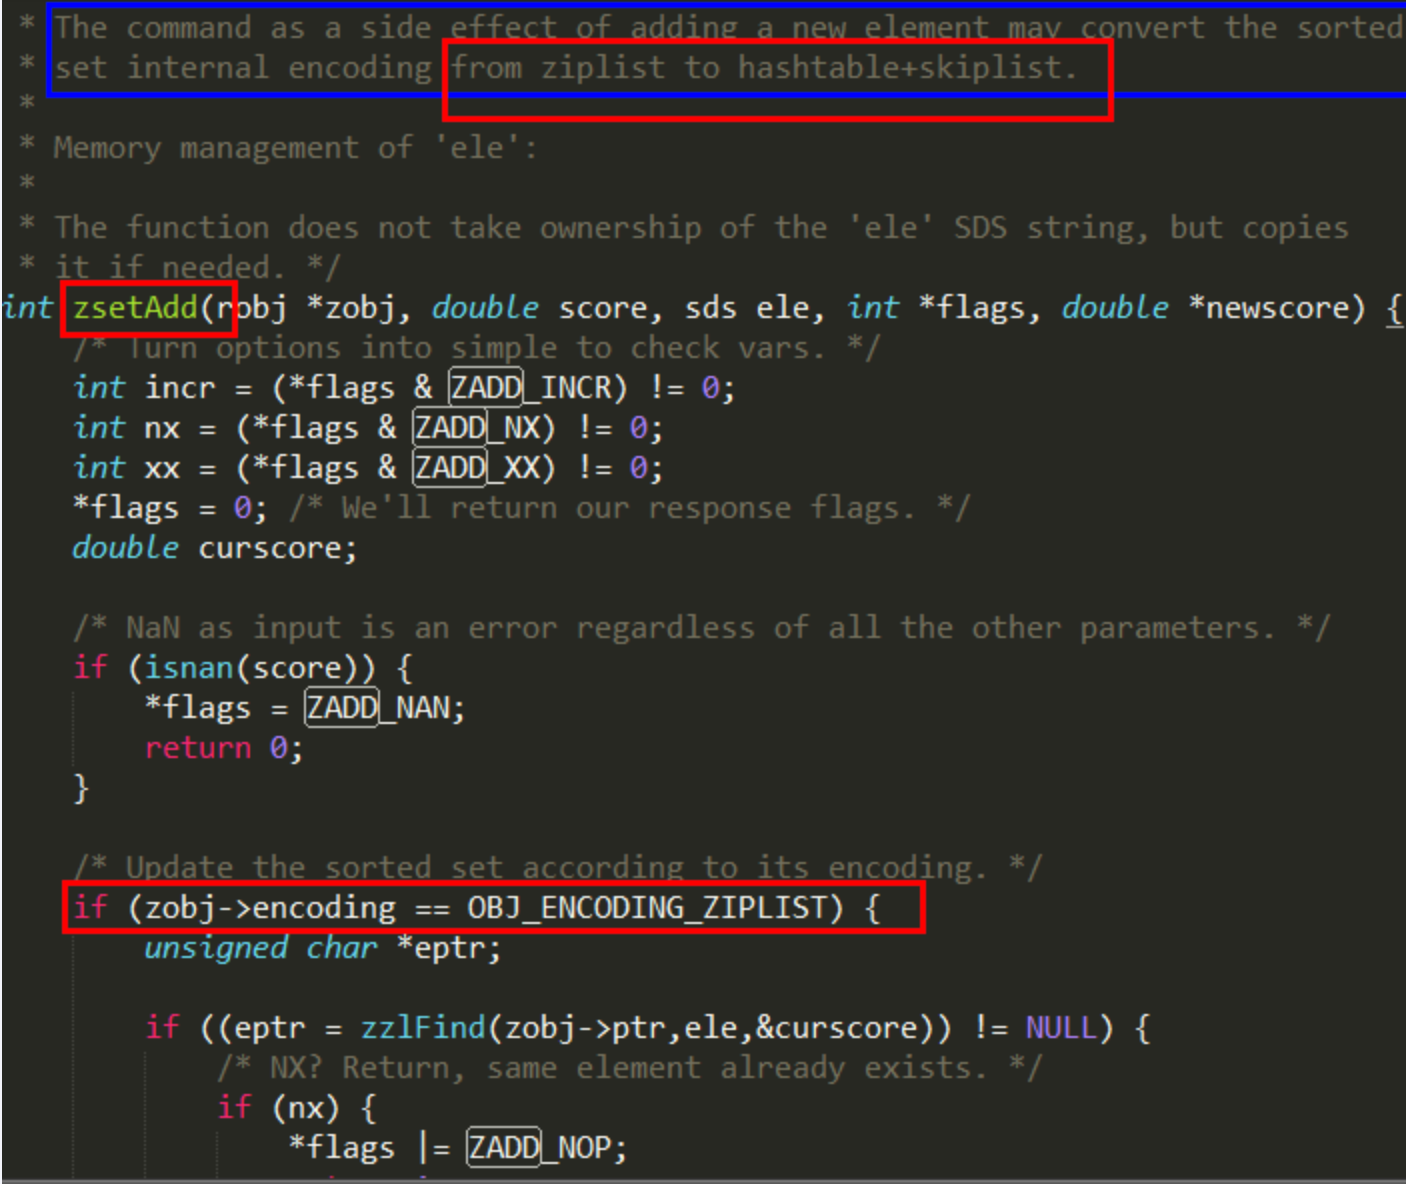 * The command as a side effect of adding a new element may convert the sorted
* set internal encoding from ziplist to hashtable+skiplist.
*
* Memory management of 'ele':
*
* The function does not take ownership of the 'ele' SDS string, but copies
* it if needed. */
int zsetAdd(robj *zobj, double score, sds ele, int *flags, double *newscore) {
/* Turn options into simple to check vars. */
int incr = (*flags & ZADD_INCR) != 0;
int nx = (*flags & ZADD_NX) != 0;
int xx = (*flags & ZADD_XX) != 0;
*flags = 0; /* We'll return our response flags. */
double curscore;
/* NaN as input is an error regardless of all the other parameters. */
if (isnan(score)) {
*flags = ZADD_NAN;
return 0;
}
/* Update the sorted set according to its encoding. */
if (zobj->encoding == OBJ_ENCODING_ZIPLIST) {
unsigned char *eptr;
if ((eptr = zzlFind(zobj->ptr,ele,&curscore)) != NULL) {
/* NX? Return, same element already exists. */
if (nx) {
*flags |= ZADD_NOP;